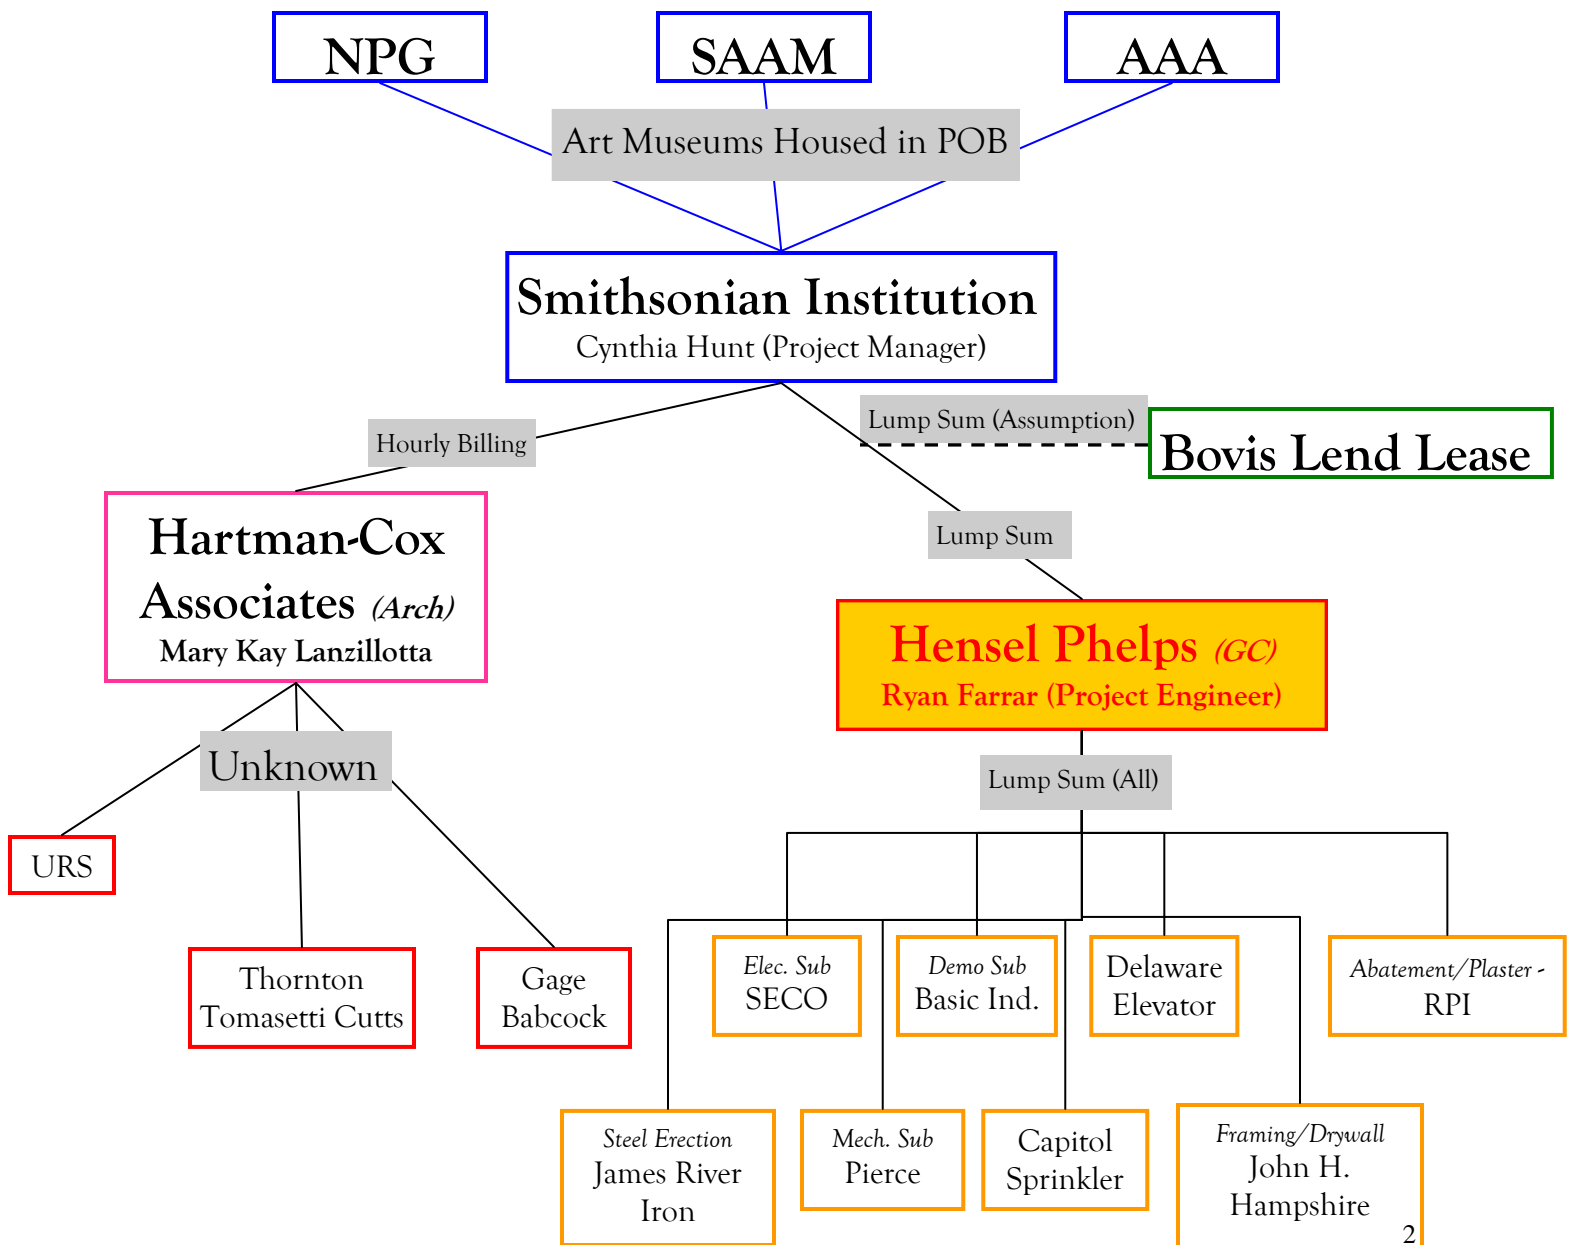 NPG
SAAM
AAA
Art Museums Housed in POB
Smithsonian Institution
Cynthia Hunt (Project Manager)
Hourly Billing
Lump Sum (Assumption)
Bovis Lend Lease
Hartman-Cox
Associates (Arch)
Mary Kay Lanzillotta
Lump Sum
Hensel Phelps (GC)
Ryan Farrar (Project Engineer)
Unknown
Lump Sum (All)
URS
Thornton
Tomasetti Cutts
Gage
Babcock
Elec. Sub
SECO
Demo Sub
Basic Ind.
Delaware
Elevator
Abatement/Plaster -
RPI
Steel Erection
James River
Iron
Mech. Sub
Pierce
Capitol
Sprinkler
Framing/Drywall
John H.
Hampshire
2